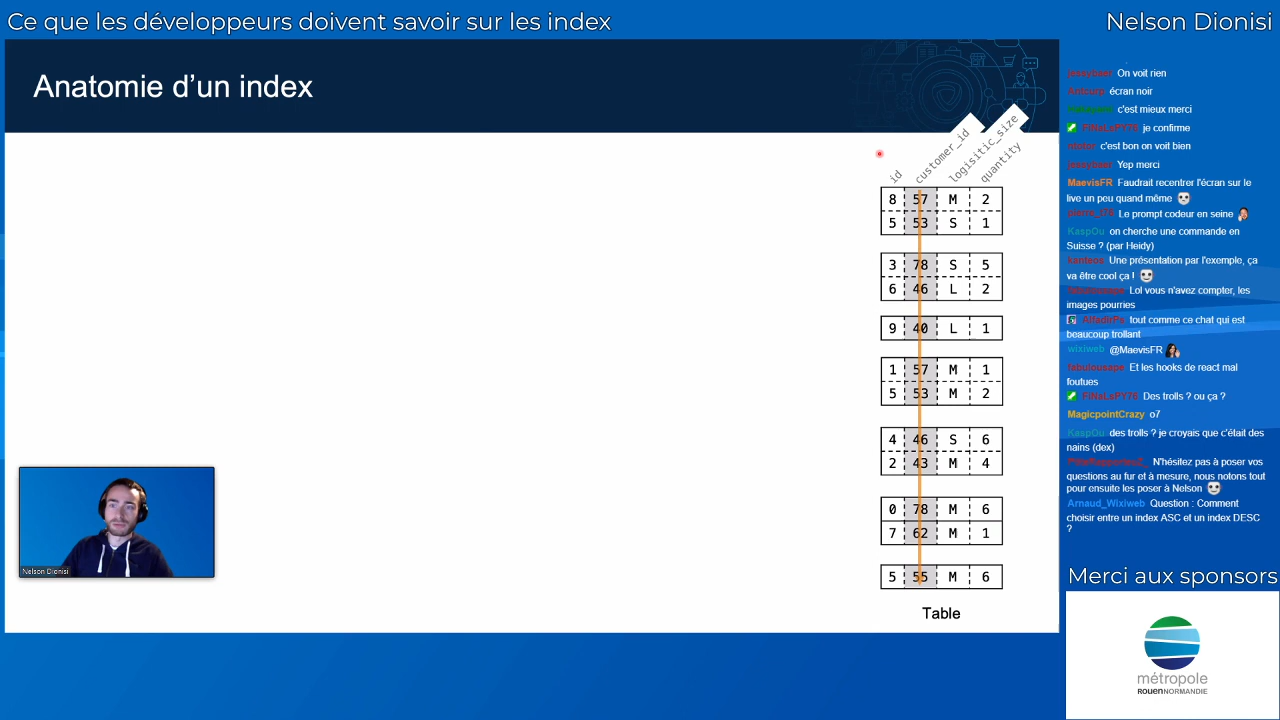 Ce que les développeurs doivent savoir sur les index
Nelson Dionisi
Anatomie d'un index
id
customer_id
logisitic_size
quantity
8 57 M 2
5 53 S 1
3 78 S 5
6 46 L 2
9 40 L 1
1 57 M 1
5 53 M 2
4 46 S 6
2 43 M 4
0 78 M 6
7 62 M 1
5 55 M 6
Table
Nelson Dionisi
On voit rien
écran noir
c'est mieux merci
FiNaLsPY76 je confirme
c'est bon on voit bien
Yep merci
MaevisFR Faudrait recentrer l'écran sur le
live un peu quand même
Le prompt codeur en seine
KaspOu on cherche une commande en
Suisse ? (par Heidy)
Une présentation par l'exemple, ça
va être cool ça !
Lol vous n'avez compter, les
images pourries
tout comme ce chat qui est
beaucoup trollant
wixiweb @MaevisFR
Et les hooks de react mal
foutues
FiNaLsPY76 Des trolls ? ou ça ?
MagicpointCrazy o7
KaspOu des trolls ? je croyais que c'était des
nains (dex)
N'hésitez pas à poser vos
questions au fur et à mesure, nous notons tout
pour ensuite les poser à Nelson
Arnaud_Wixiweb Question : Comment
choisir entre un index ASC et un index DESC
?
Merci aux sponsors
métropole
ROUENNORMANDIE